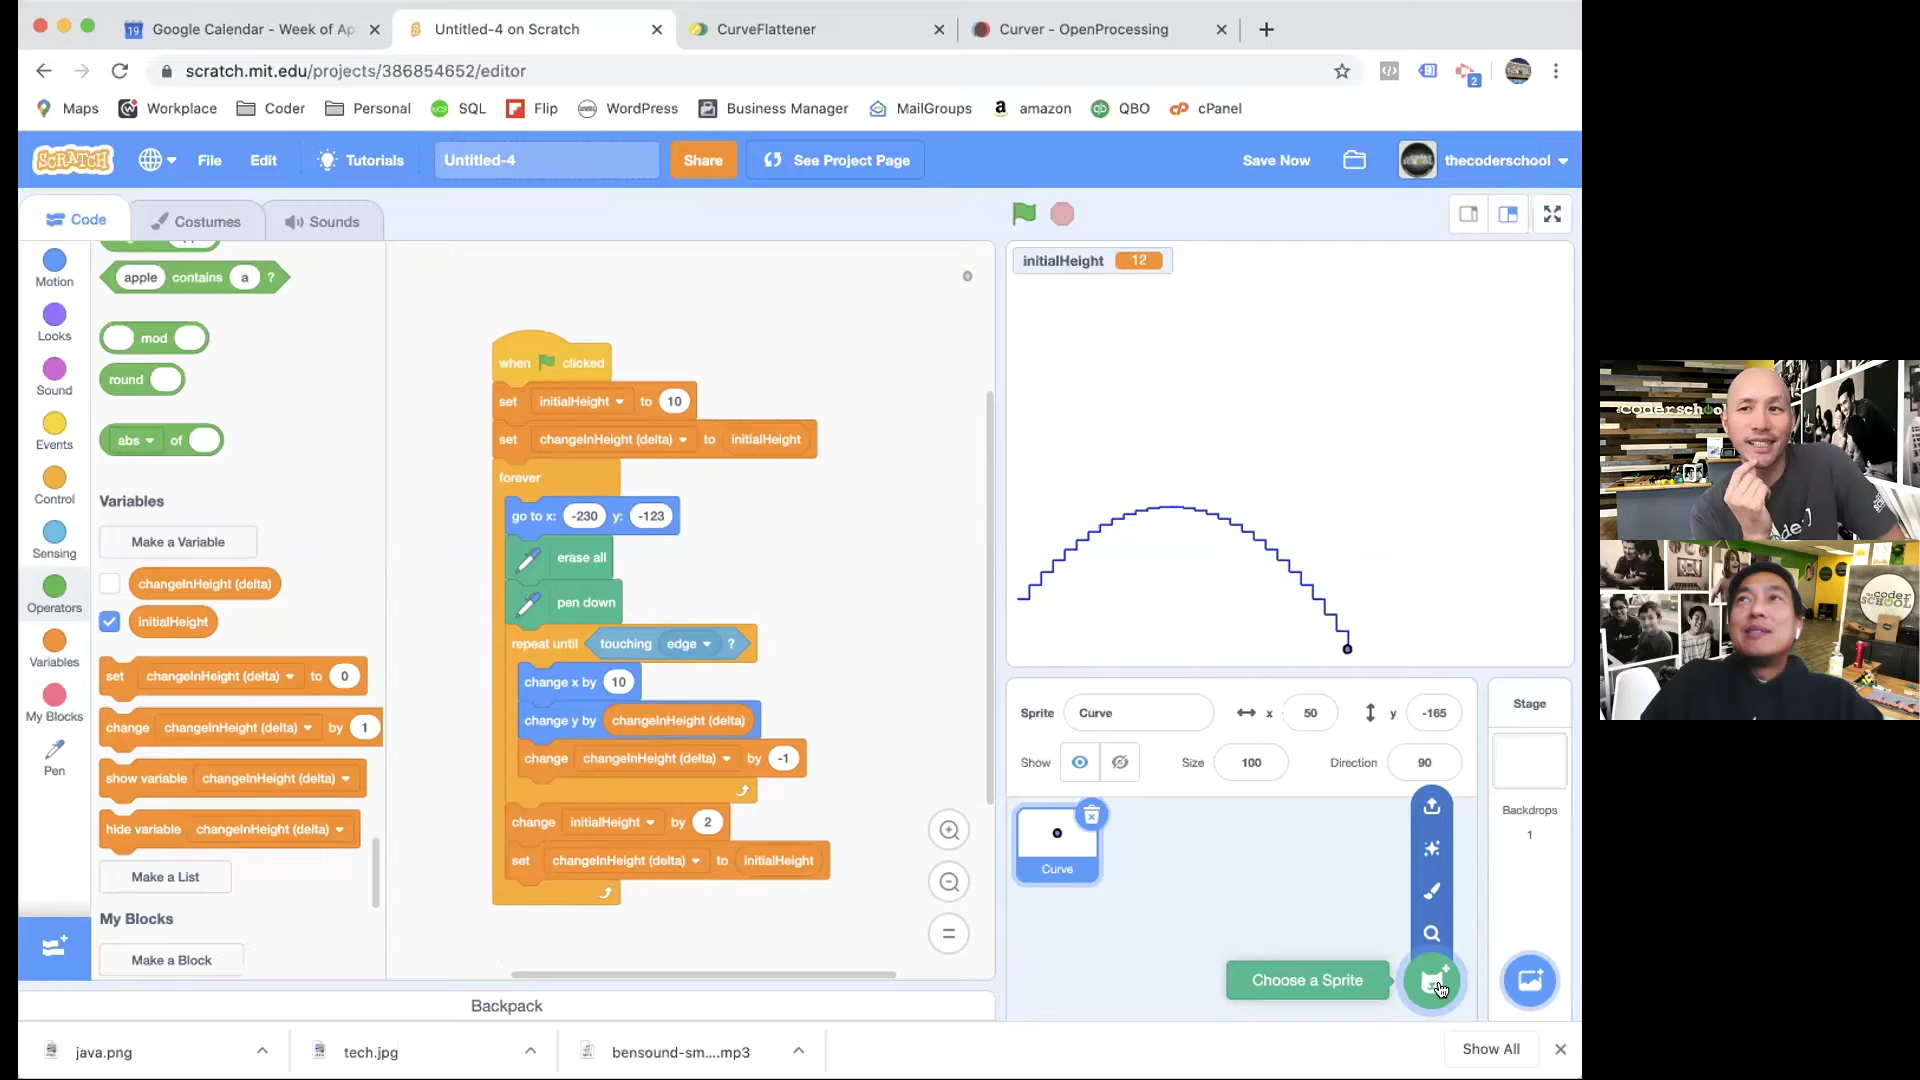 Google Calendar - Week of Ap
Untitled-4 on Scratch
CurveFlattener
Curver - OpenProcessing
scratch.mit.edu/projects/386854652/editor
2
Maps
Workplace
Coder
Personal
SQL
Flip
WordPress
Business Manager
MailGroups
amazon
QBO
cPanel
SCRATCH
File
Edit
Tutorials
Untitled-4
Share
See Project Page
Save Now
thecoderschool
Code
Costumes
Sounds
Motion
Looks
Sound
Events
Control
Sensing
Operators
Variables
My Blocks
Pen
apple contains a ?
mod
round
abs of
Variables
Make a Variable
changeInHeight (delta)
initialHeight
set changeInHeight (delta) to 0
change changeInHeight (delta) by 1
show variable changeInHeight (delta)
hide variable changeInHeight (delta)
Make a List
My Blocks
Make a Block
when clicked
set initialHeight to 10
set changeInHeight (delta) to initialHeight
forever
go to x: -230 y: -123
erase all
pen down
repeat until touching edge ?
change x by 10
change y by changeInHeight (delta)
change changeInHeight (delta) by -1
change initialHeight by 2
set changeInHeight (delta) to initialHeight
Backpack
initialHeight 12
Sprite Curve x 50 y -165
Show Size 100 Direction 90
Curve
Choose a Sprite
Stage
Backdrops
1
java.png
tech.jpg
bensound-sm....mp3
Show All
coderschool
the
coder
SCHOOL